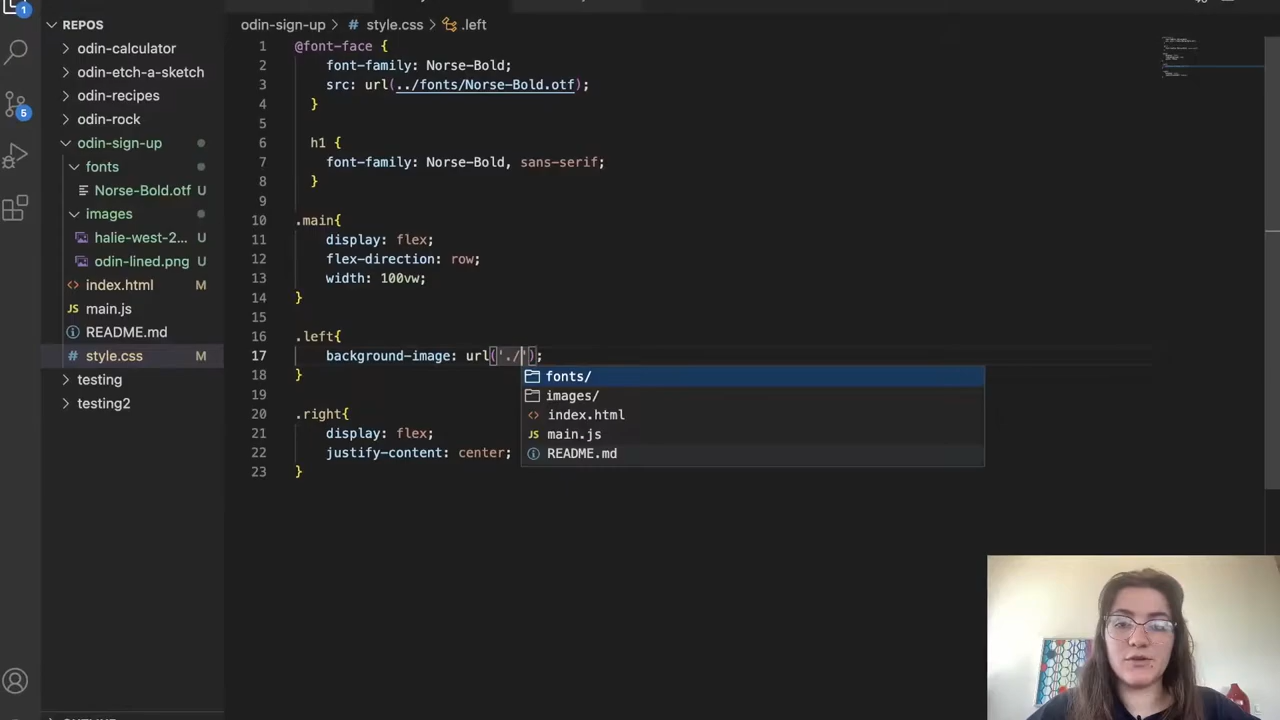 1
REPOS
odin-sign-up > # style.css > .left
odin-calculator
odin-etch-a-sketch
odin-recipes
odin-rock
odin-sign-up
fonts
Norse-Bold.otf U
images
halie-west-2... U
odin-lined.png U
<> index.html M
JS main.js
README.md
# style.css M
testing
testing2
5
1 @font-face {
2 font-family: Norse-Bold;
3 src: url(../fonts/Norse-Bold.otf);
4 }
5
6 h1 {
7 font-family: Norse-Bold, sans-serif;
8 }
9
10 .main{
11 display: flex;
12 flex-direction: row;
13 width: 100vw;
14 }
15
16 .left{
17 background-image: url('./');
18 }
19
20 .right{
21 display: flex;
22 justify-content: center;
23 }
fonts/
images/
<> index.html
JS main.js
README.md